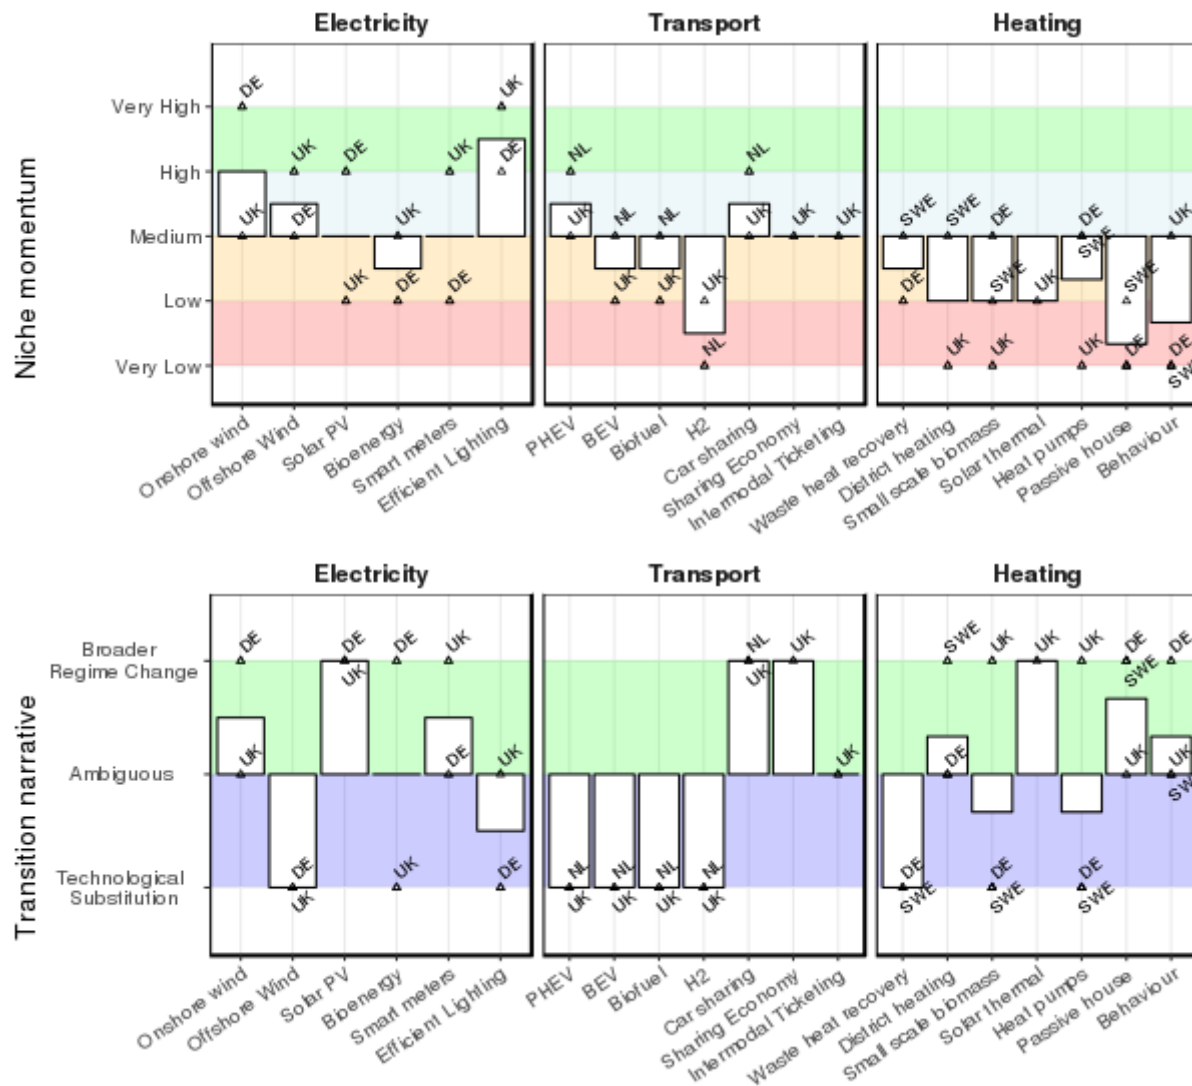 Electricity Transport Heating
Niche momentum
Very High
High
Medium
Low
Very Low
DE UK UK DE DE UK UK DE UK DE UK DE UK DE
NL UK NL UK NL UK UK NL NL UK UK UK
SWE DE SWE UK DE SWE UK UK DE SWE UK SWE DE UK DE SWE
Onshore wind Offshore Wind Solar PV Bioenergy Smart meters Efficient Lighting
PHEV BEV Biofuel H2 Car sharing Sharing Economy Intermodal Ticketing
Waste heat recovery District heating Small scale biomass Solar thermal Heat pumps Passive house Behaviour
Electricity Transport Heating
Transition narrative
Broader
Regime Change
Ambiguous
Technological
Substitution
DE UK DE UK DE UK DE UK UK DE UK DE
NL UK NL UK NL UK NL UK NL UK UK UK
DE SWE SWE DE UK DE SWE UK UK DE SWE DE SWE UK DE UK SWE
Onshore wind Offshore Wind Solar PV Bioenergy Smart meters Efficient Lighting
PHEV BEV Biofuel H2 Car sharing Sharing Economy Intermodal Ticketing
Waste heat recovery District heating Small scale biomass Solar thermal Heat pumps Passive house Behaviour